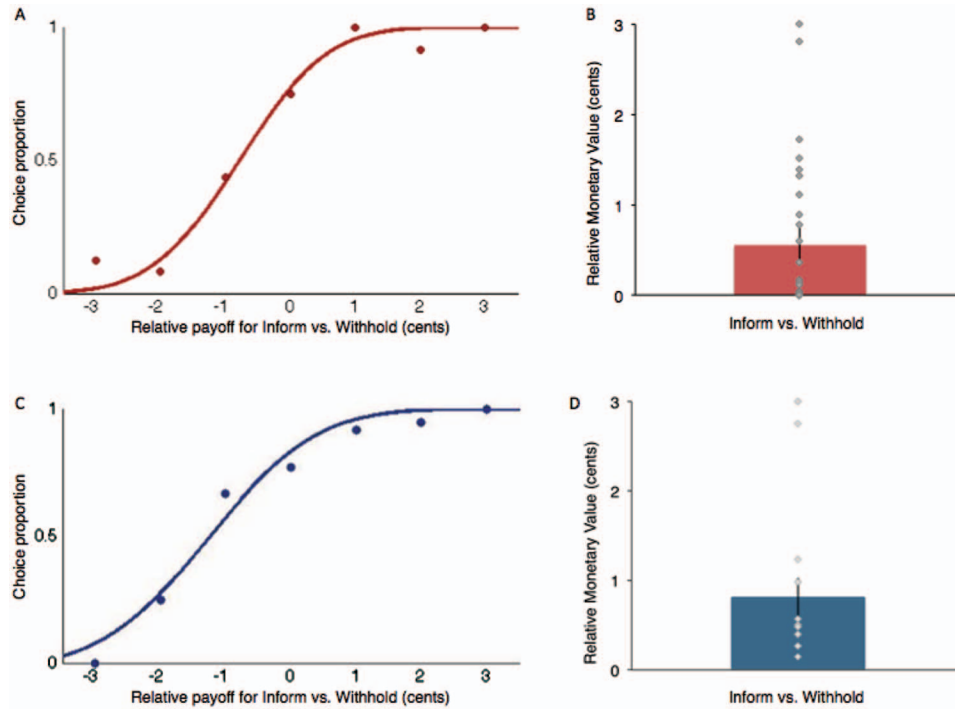 A
Choice proportion
1
0.5
0
-3 -2 -1 0 1 2 3
Relative payoff for Inform vs. Withhold (cents)
B
Relative Monetary Value (cents)
3
2
1
0
Inform vs. Withhold
C
Choice proportion
1
0.5
0
-3 -2 -1 0 1 2 3
Relative payoff for Inform vs. Withhold (cents)
D
Relative Monetary Value (cents)
3
2
1
0
Inform vs. Withhold